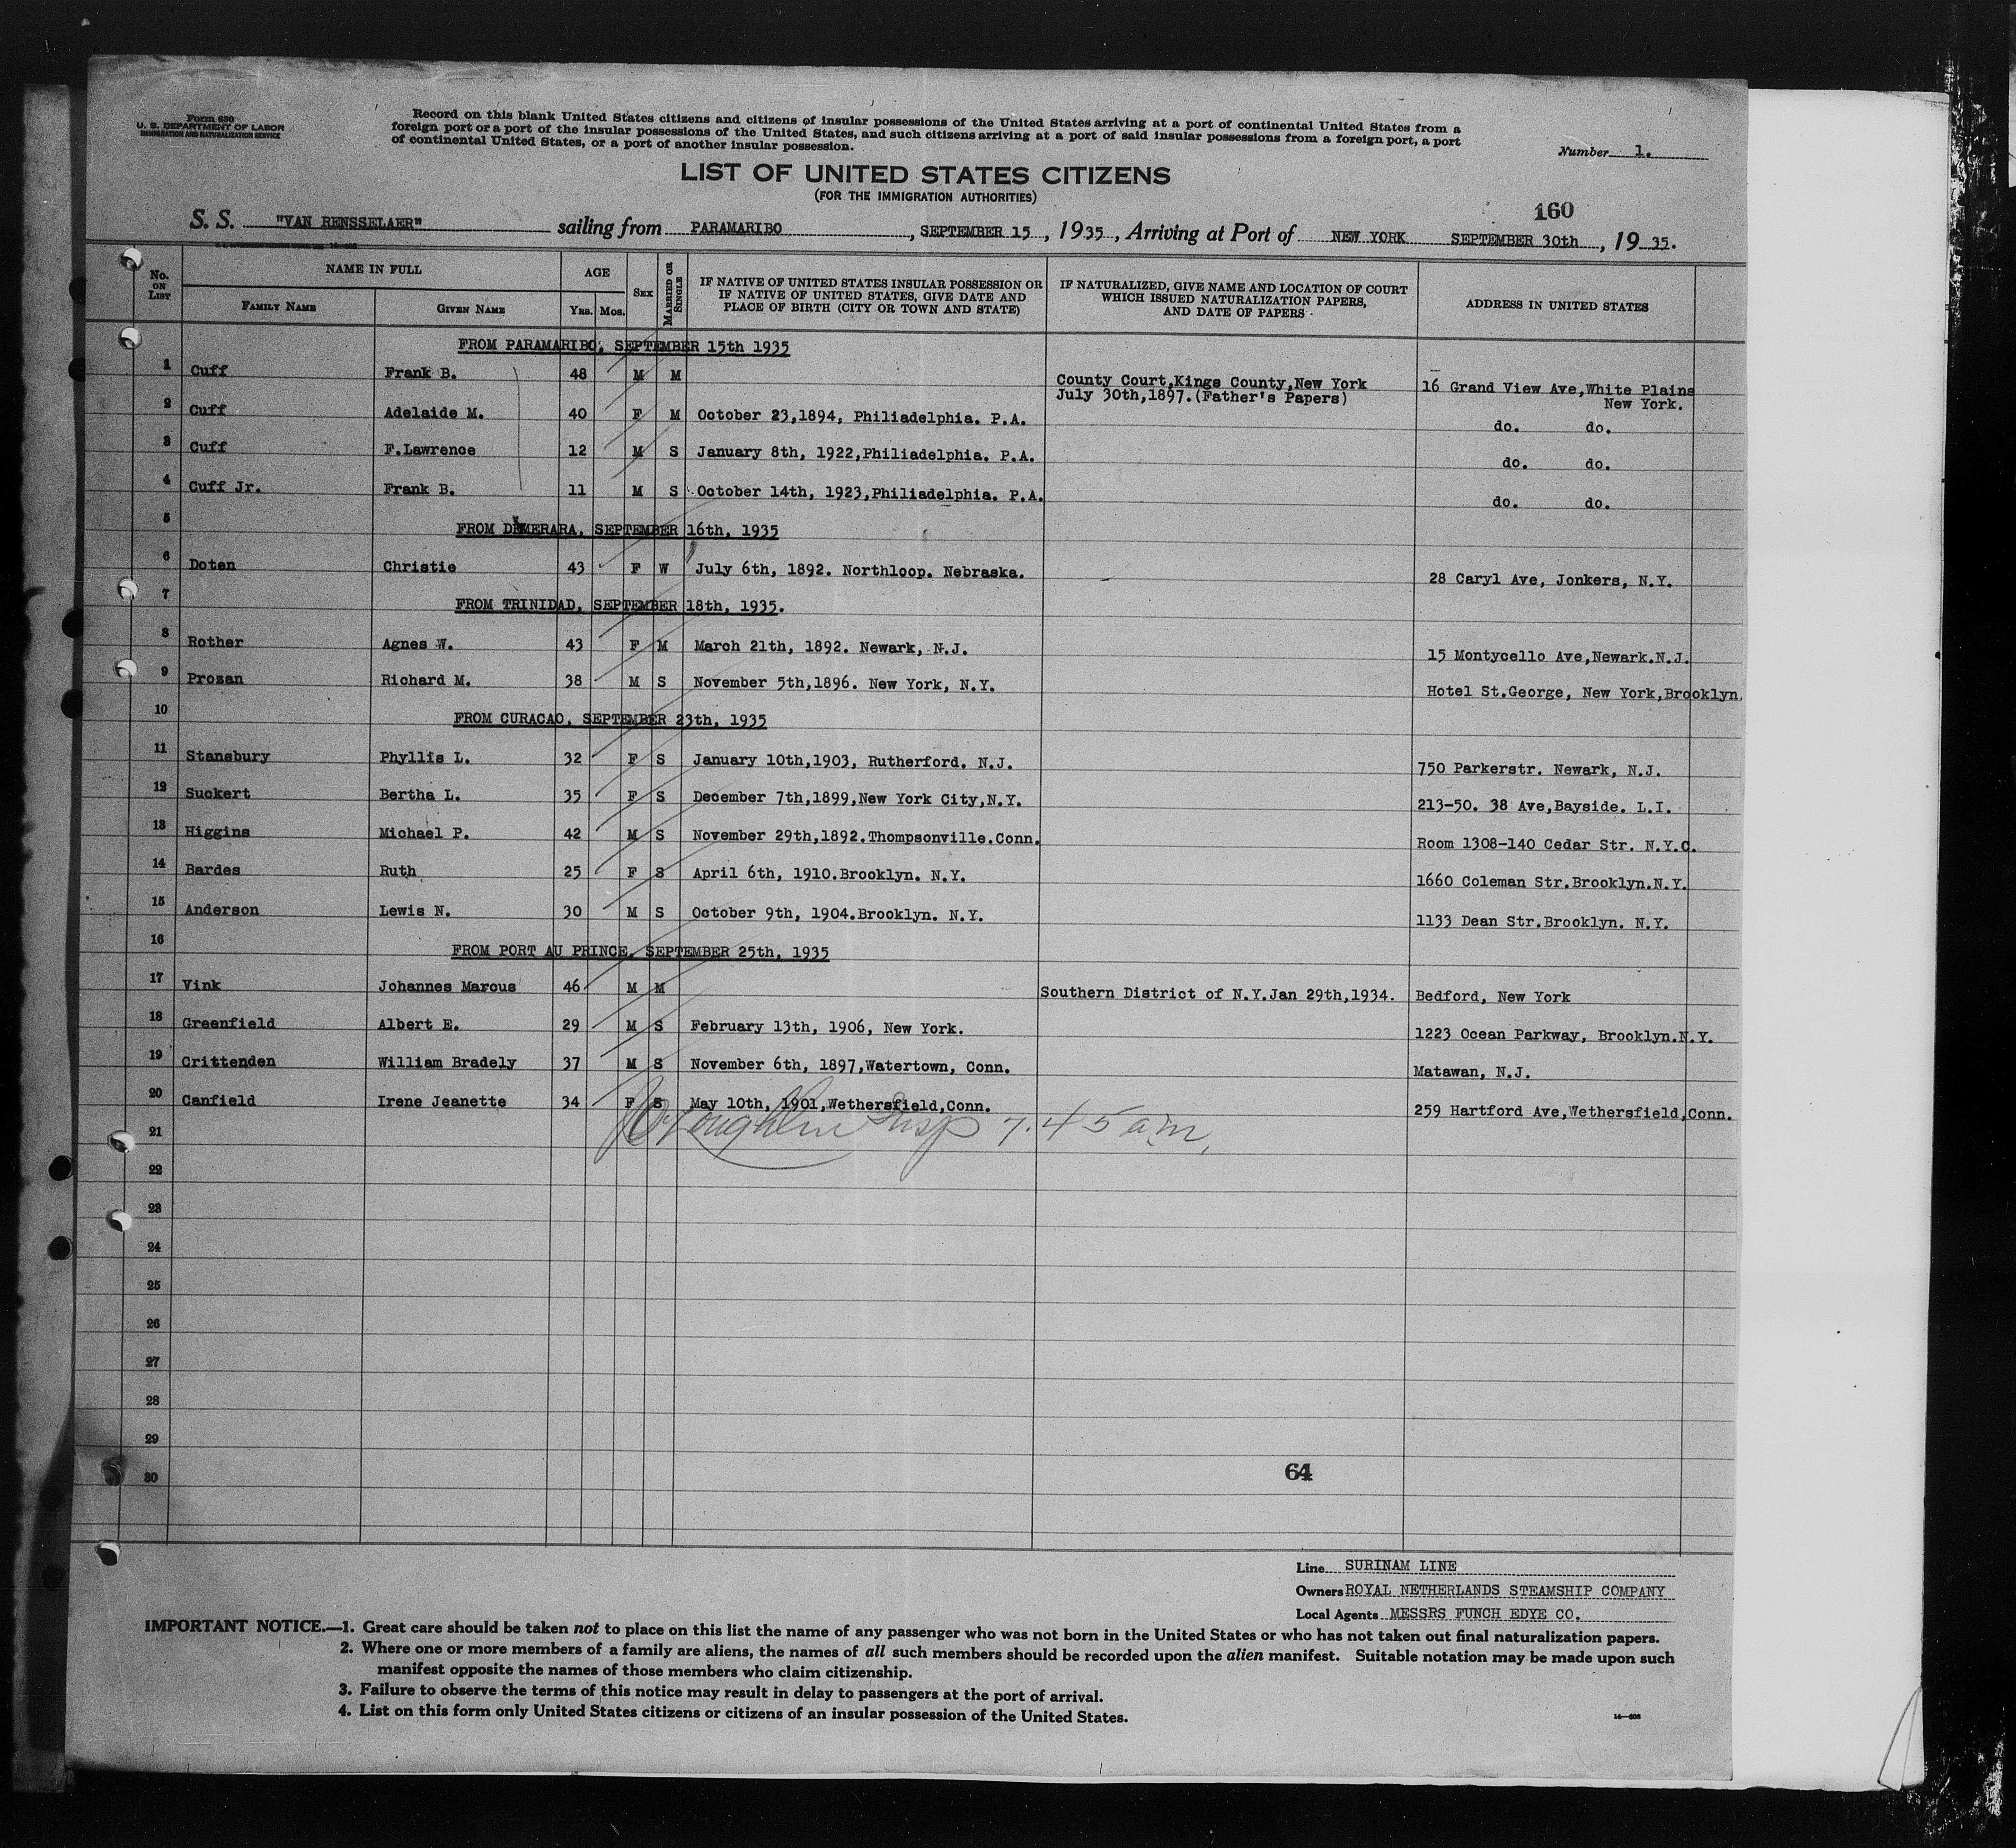 Form 630
U. S. DEPARTMENT OF LABOR
IMMIGRATION AND NATURALIZATION SERVICE
Record on this blank United States citizens and citizens of insular possessions of the United States arriving at a port of continental United States from a
foreign port or a port of the insular possessions of the United States, and such citizens arriving at a port of said insular possessions from a foreign port, a port
of continental United States, or a port of another insular possession.
Number 1.
LIST OF UNITED STATES CITIZENS
(FOR THE IMMIGRATION AUTHORITIES)
160
S. S. "VAN RENSSELAER" sailing from PARAMARIBO, SEPTEMBER 15, 1935, Arriving at Port of NEW YORK SEPTEMBER 30th, 19 35.
No. ON LIST
NAME IN FULL
FAMILY NAME
GIVEN NAME
AGE
YRS. MOS.
SEX
MARRIED OR SINGLE
IF NATIVE OF UNITED STATES INSULAR POSSESSION OR
IF NATIVE OF UNITED STATES, GIVE DATE AND
PLACE OF BIRTH (CITY OR TOWN AND STATE)
IF NATURALIZED, GIVE NAME AND LOCATION OF COURT
WHICH ISSUED NATURALIZATION PAPERS,
AND DATE OF PAPERS
ADDRESS IN UNITED STATES
FROM PARAMARIBO, SEPTEMBER 15th 1935
1 Cuff Frank B. 48 M M County Court,Kings County,New York 16 Grand View Ave,White Plains
July 30th,1897.(Father's Papers) New York.
2 Cuff Adelaide M. 40 F M October 23,1894, Philiadelphia. P.A. do. do.
3 Cuff F.Lawrence 12 M S January 8th, 1922,Philiadelphia. P.A. do. do.
4 Cuff Jr. Frank B. 11 M S October 14th, 1923,Philiadelphia. P.A. do. do.
5 FROM DEMERARA, SEPTEMBER 16th, 1935
6 Doten Christie 43 F W July 6th, 1892. Northloop. Nebraska. 28 Caryl Ave, Jonkers, N.Y.
7 FROM TRINIDAD, SEPTEMBER 18th, 1935.
8 Rother Agnes W. 43 F M March 21th, 1892. Newark, N.J. 15 Montycello Ave,Newark.N.J.
9 Prozan Richard M. 38 M S November 5th,1896. New York, N.Y. Hotel St.George, New York,Brooklyn.
10 FROM CURACAO, SEPTEMBER 23th, 1935
11 Stansbury Phyllis L. 32 F S January 10th,1903, Rutherford. N.J. 750 Parkerstr. Newark, N.J.
12 Suckert Bertha L. 35 F S December 7th,1899,New York City,N.Y. 213-50. 38 Ave,Bayside. L.I.
13 Higgins Michael P. 42 M S November 29th,1892.Thompsonville.Conn. Room 1308-140 Cedar Str. N.Y.C.
14 Bardes Ruth 25 F S April 6th, 1910.Brooklyn. N.Y. 1660 Coleman Str.Brooklyn.N.Y.
15 Anderson Lewis N. 30 M S October 9th, 1904.Brooklyn. N.Y. 1133 Dean Str.Brooklyn. N.Y.
16 FROM PORT AU PRINCE, SEPTEMBER 25th, 1935
17 Vink Johannes Marcus 46 M M Southern District of N.Y.Jan 29th,1934. Bedford, New York
18 Greenfield Albert E. 29 M S February 13th, 1906, New York. 1223 Ocean Parkway, Brooklyn.N.Y.
19 Crittenden William Bradely 37 M S November 6th, 1897,Watertown, Conn. Matawan, N.J.
20 Canfield Irene Jeanette 34 F S May 10th, 1901,Wethersfield,Conn. 259 Hartford Ave,Wethersfield,Conn.
21 Insp 7.45 am,
22
23
24
25
26
27
28
29
30
64
Line SURINAM LINE
Owners ROYAL NETHERLANDS STEAMSHIP COMPANY
Local Agents MESSRS FUNCH EDYE CO.
IMPORTANT NOTICE.—1. Great care should be taken not to place on this list the name of any passenger who was not born in the United States or who has not taken out final naturalization papers.
2. Where one or more members of a family are aliens, the names of all such members should be recorded upon the alien manifest. Suitable notation may be made upon such
manifest opposite the names of those members who claim citizenship.
3. Failure to observe the terms of this notice may result in delay to passengers at the port of arrival.
4. List on this form only United States citizens or citizens of an insular possession of the United States.